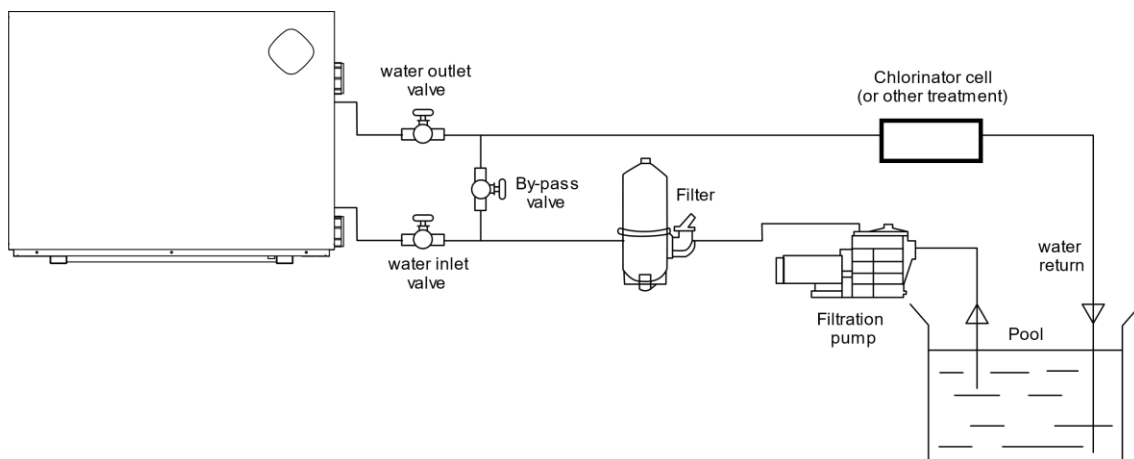 water outlet
valve
Chlorinator cell
(or other treatment)
By-pass
valve
Filter
water inlet
valve
water
return
Filtration
pump
Pool